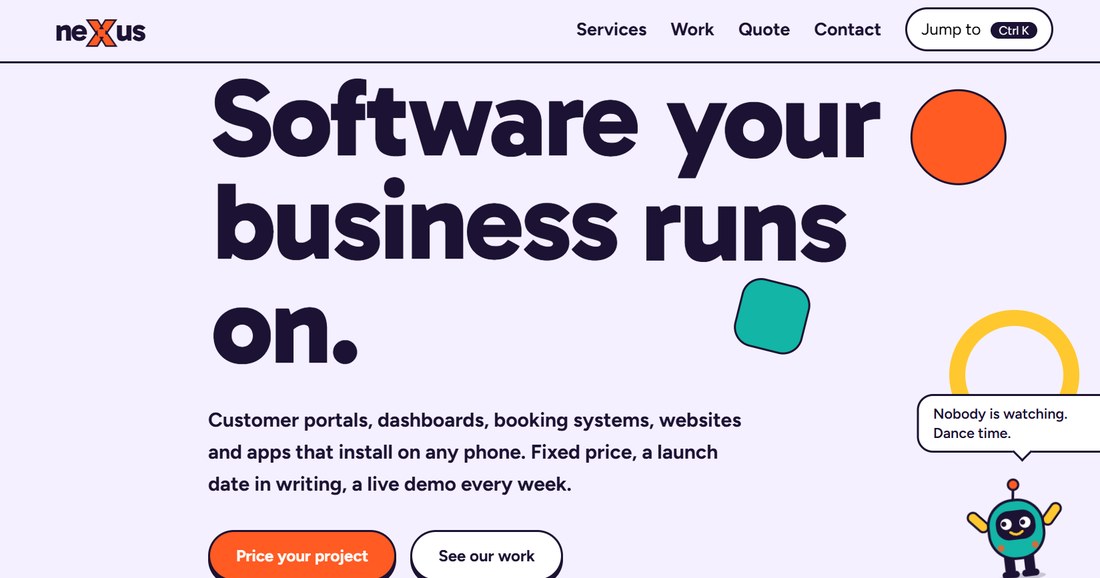 neXus
Services Work Quote Contact Jump to Ctrl K
Software your
business runs
on.
Nobody is watching.
Dance time.
Customer portals, dashboards, booking systems, websites
and apps that install on any phone. Fixed price, a launch
date in writing, a live demo every week.
Price your project See our work